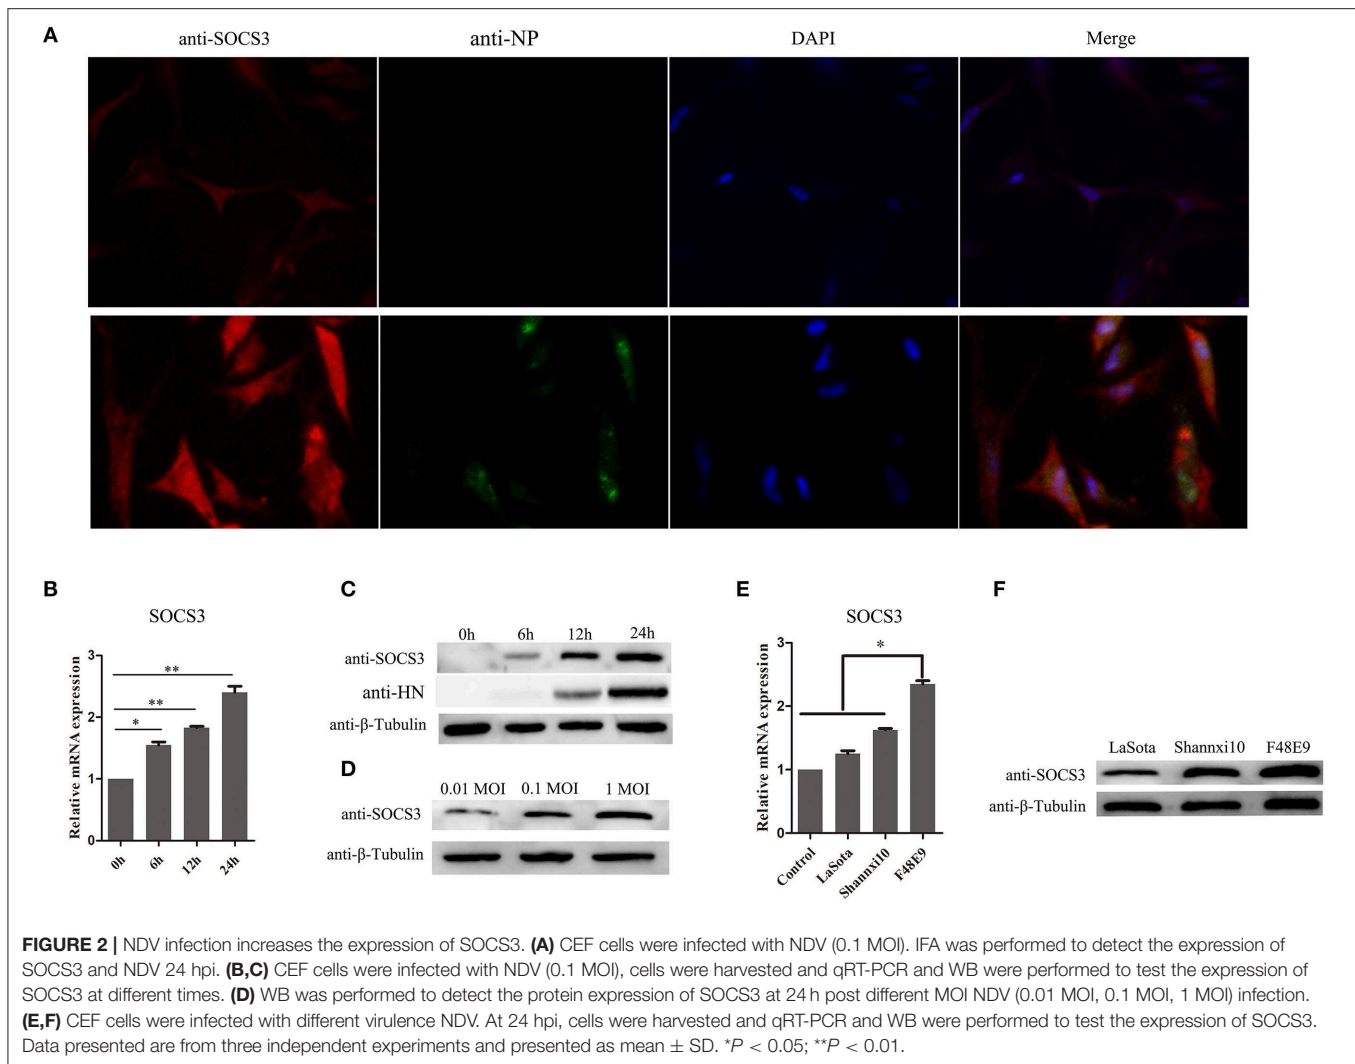 A
anti-SOCS3 anti-NP DAPI Merge
B
SOCS3
Relative mRNA expression
3
2
1
0
**
**
*
0h 6h 12h 24h
C
0h 6h 12h 24h
anti-SOCS3
anti-HN
anti-β-Tubulin
D
0.01 MOI 0.1 MOI 1 MOI
anti-SOCS3
anti-β-Tubulin
E
SOCS3
Relative mRNA expression
3
2
1
0
*
Control LaSota Shannxi10 F48E9
F
LaSota Shannxi10 F48E9
anti-SOCS3
anti-β-Tubulin
FIGURE 2 | NDV infection increases the expression of SOCS3. (A) CEF cells were infected with NDV (0.1 MOI). IFA was performed to detect the expression of
SOCS3 and NDV 24 hpi. (B,C) CEF cells were infected with NDV (0.1 MOI), cells were harvested and qRT-PCR and WB were performed to test the expression of
SOCS3 at different times. (D) WB was performed to detect the protein expression of SOCS3 at 24 h post different MOI NDV (0.01 MOI, 0.1 MOI, 1 MOI) infection.
(E,F) CEF cells were infected with different virulence NDV. At 24 hpi, cells were harvested and qRT-PCR and WB were performed to test the expression of SOCS3.
Data presented are from three independent experiments and presented as mean ± SD. *P < 0.05; **P < 0.01.